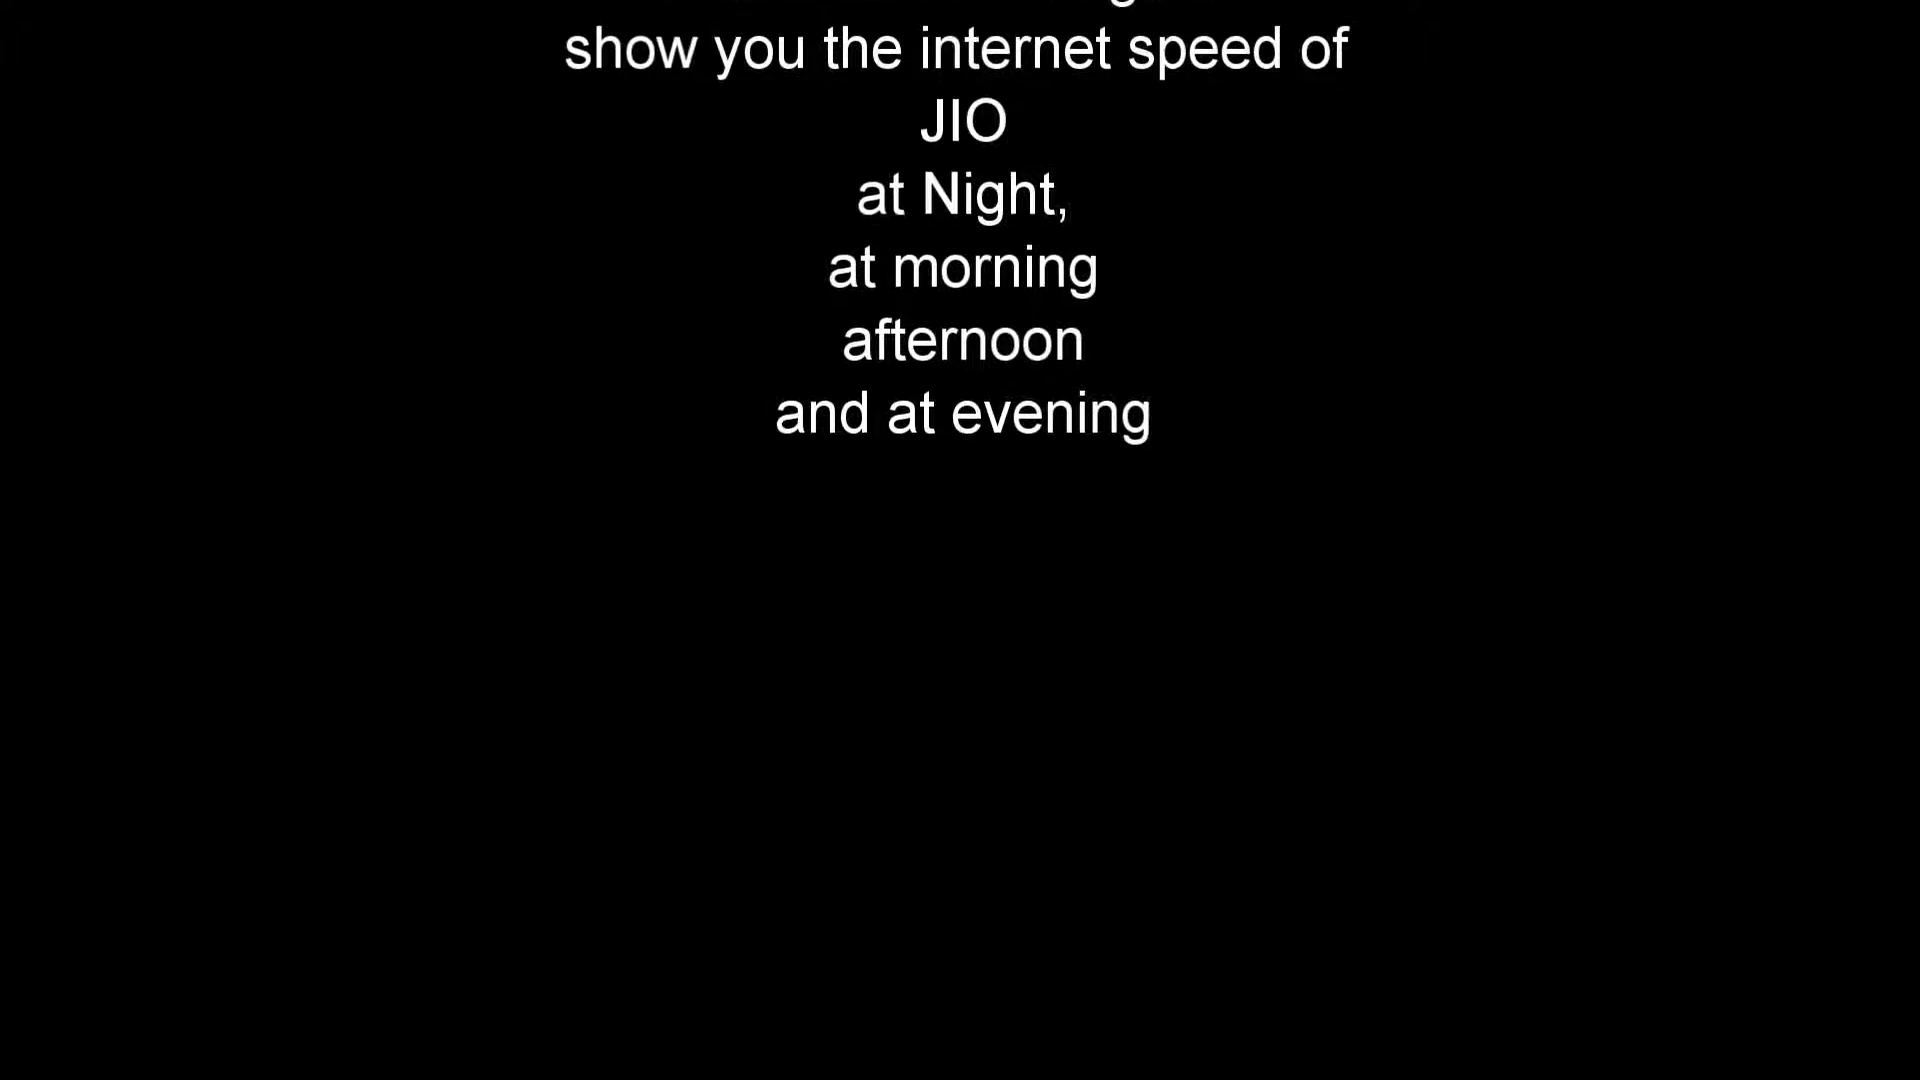 show you the internet speed of
JIO
at Night,
at morning
afternoon
and at evening